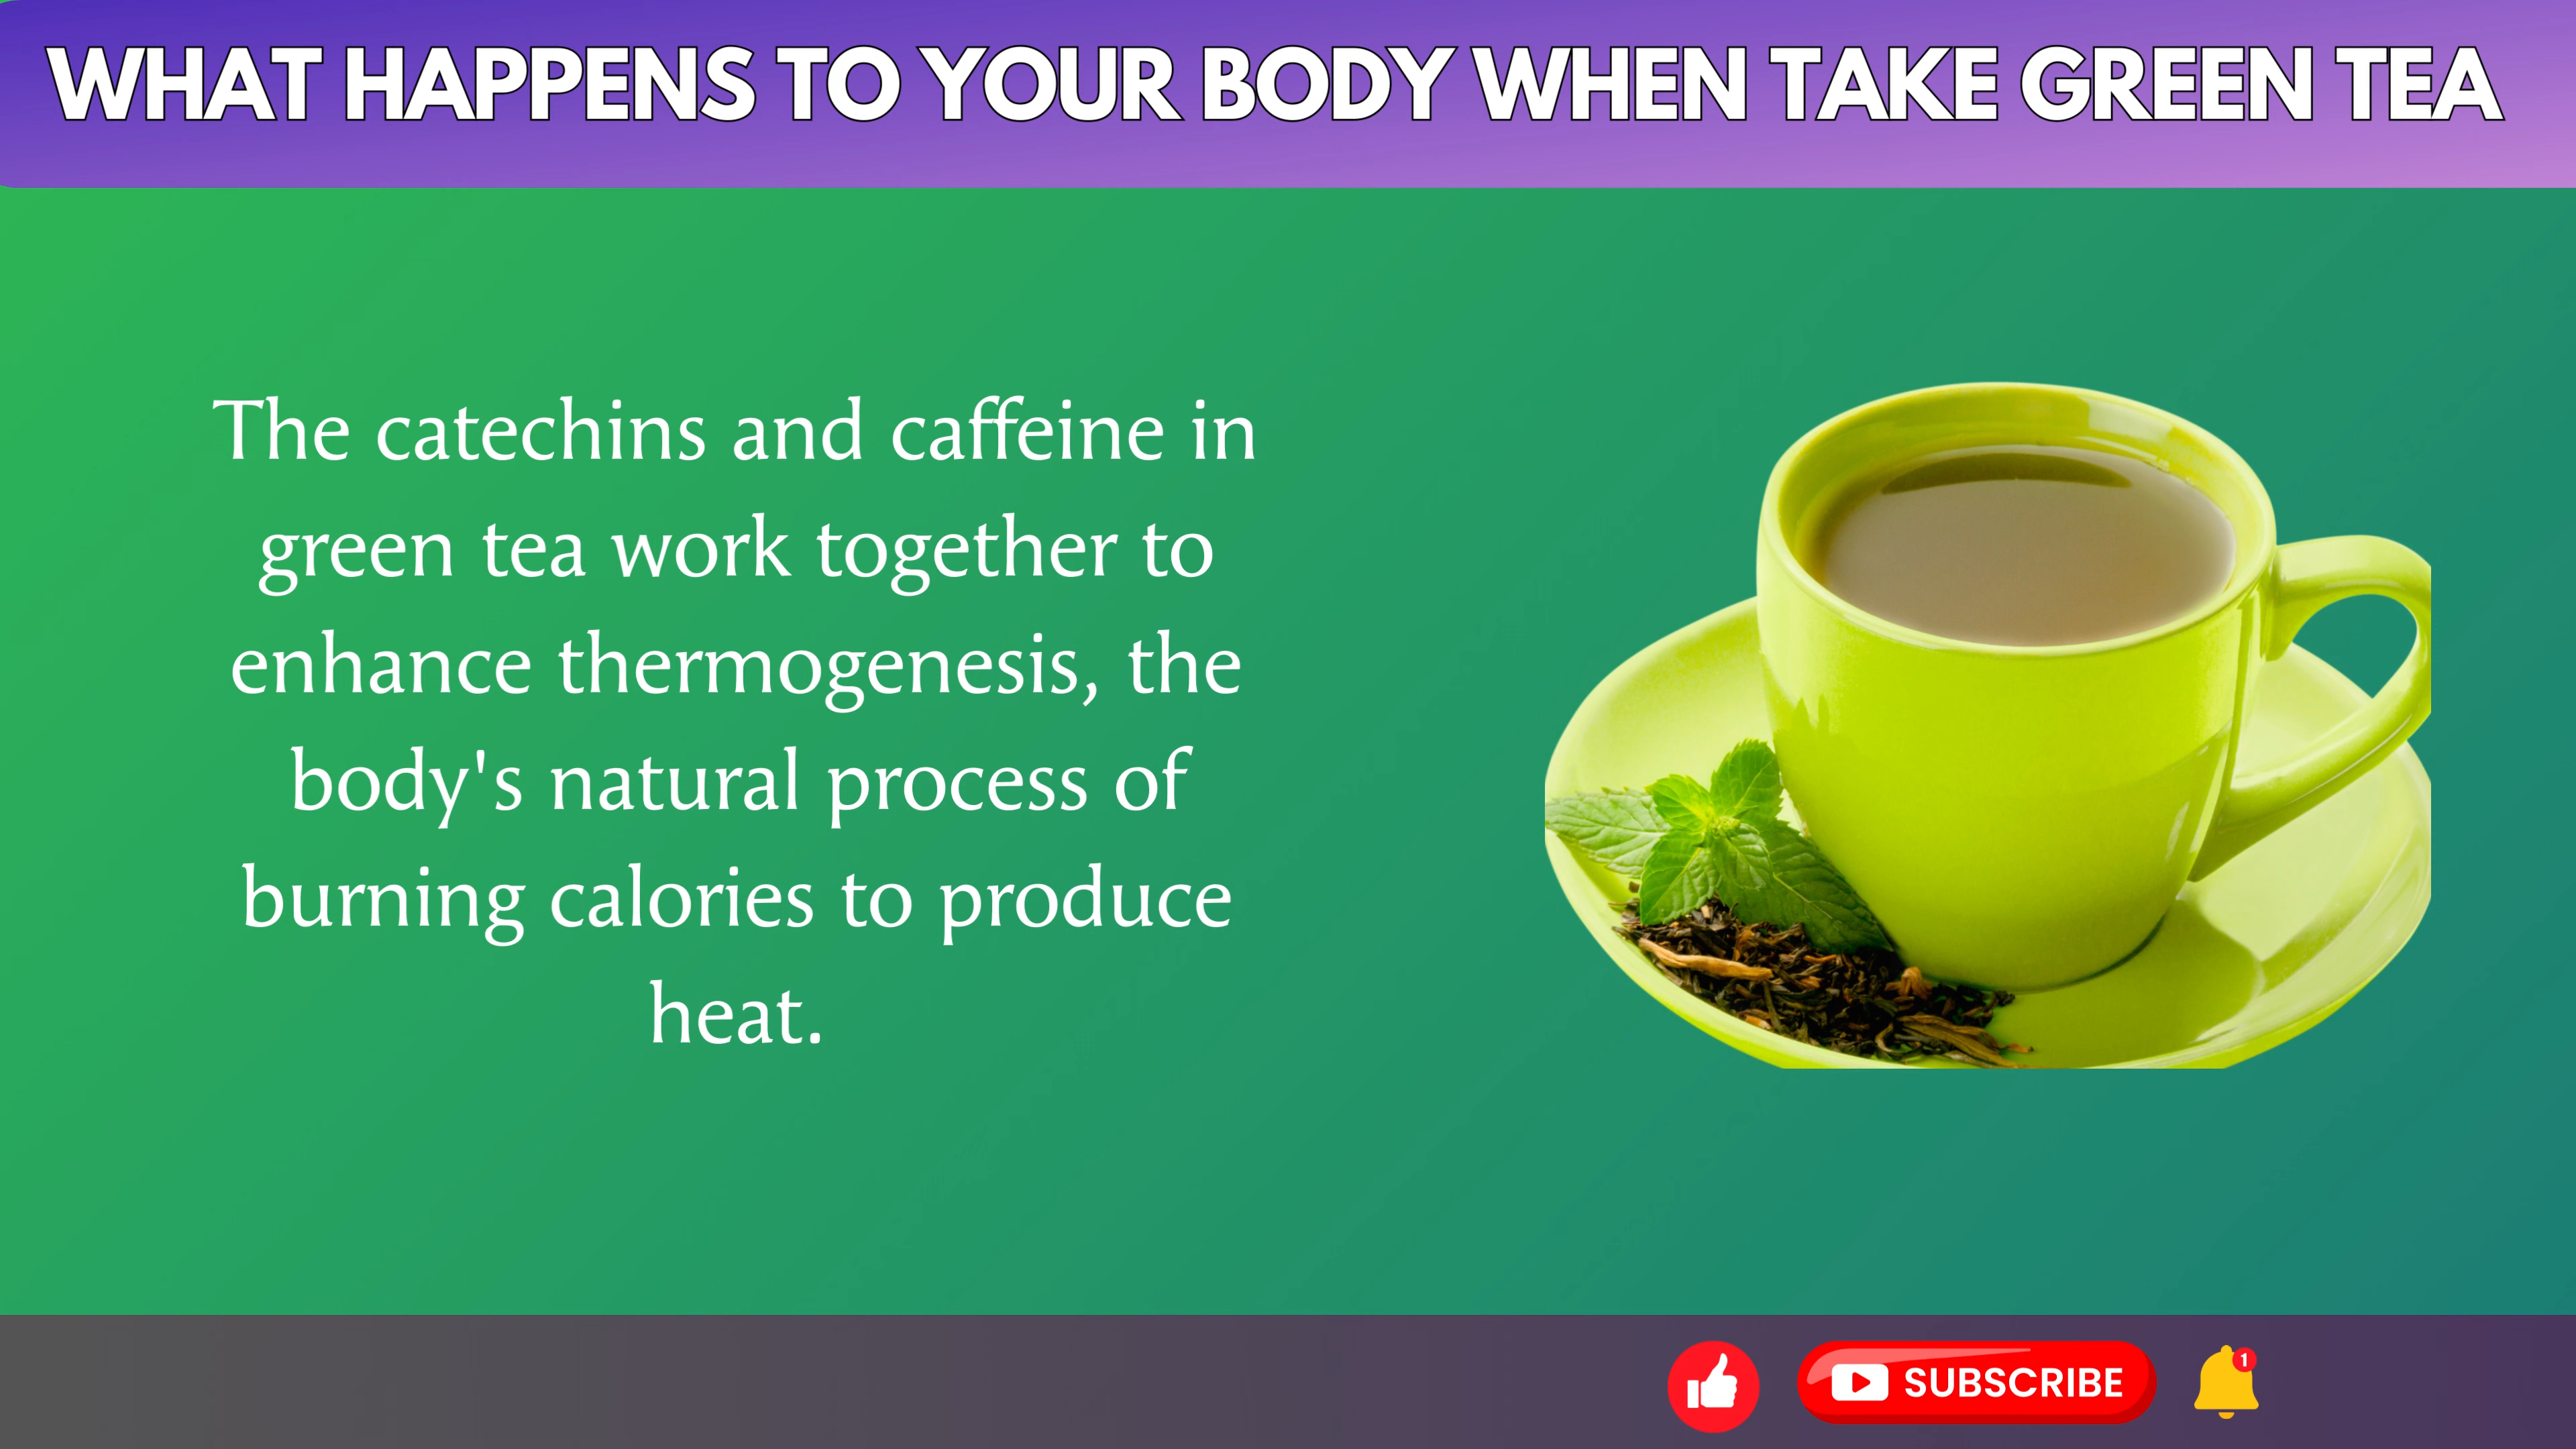 WHAT HAPPENS TO YOUR BODY WHEN TAKE GREEN TEA
The catechins and caffeine in
green tea work together to
enhance thermogenesis, the
body's natural process of
burning calories to produce
heat.
SUBSCRIBE
1